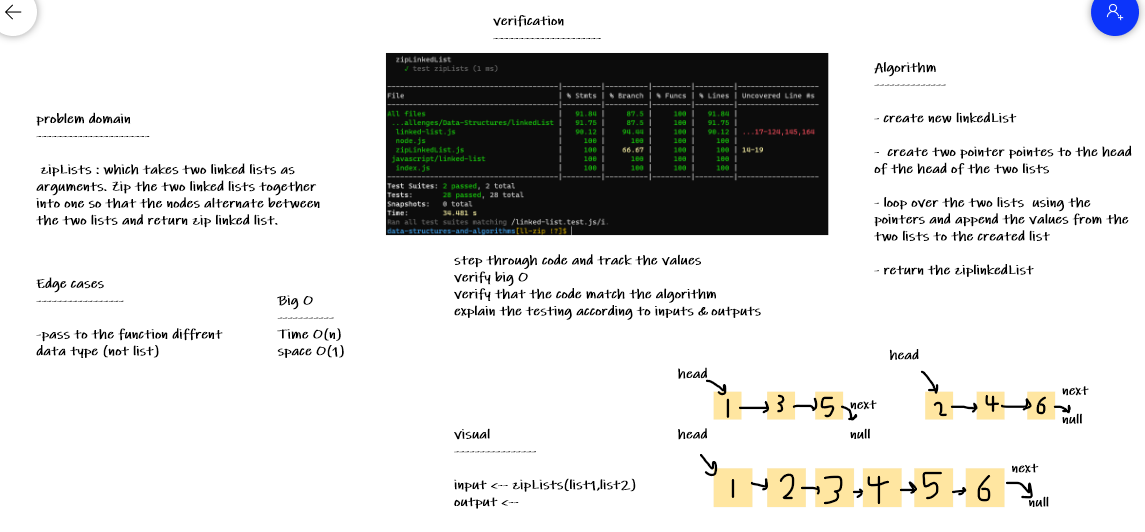 verification
problem domain
zipLists : which takes two linked lists as
arguments. Zip the two linked lists together
into one so that the nodes alternate between
the two lists and return zip linked list.
Edge cases
-pass to the function diffrent
data type (not list)
Big O
Time O(n)
space O(1)
zipLinkedList
✓ test zipLists (1 ms)
File | % Stmts | % Branch | % Funcs | % Lines | Uncovered Line #s
All files | 91.84 | 87.5 | 100 | 91.84 |
...allenges/Data-Structures/linkedList | 91.75 | 87.5 | 100 | 91.75 |
linked-list.js | 90.12 | 94.44 | 100 | 90.12 | ...17-124,145,164
node.js | 100 | 100 | 100 | 100 |
zipLinkedList.js | 100 | 66.67 | 100 | 100 | 14-19
javascript/linked-list | 100 | 100 | 100 | 100 |
index.js | 100 | 100 | 100 | 100 |
Test Suites: 2 passed, 2 total
Tests: 28 passed, 28 total
Snapshots: 0 total
Time: 34.481 s
Ran all test suites matching /linked-list.test.js/i.
data-structures-and-algorithms[ll-zip !?]$
step through code and track the values
verify big O
verify that the code match the algorithm
explain the testing according to inputs & outputs
Algorithm
- create new linkedList
- create two pointer pointes to the head
of the head of the two lists
- loop over the two lists using the
pointers and append the values from the
two lists to the created list
- return the ziplinkedList
visual
input <-- zipLists(list1,list2)
output <--
head
1 3 5 next
null
head
2 4 6 next
null
head
1 2 3 4 5 6 next
null